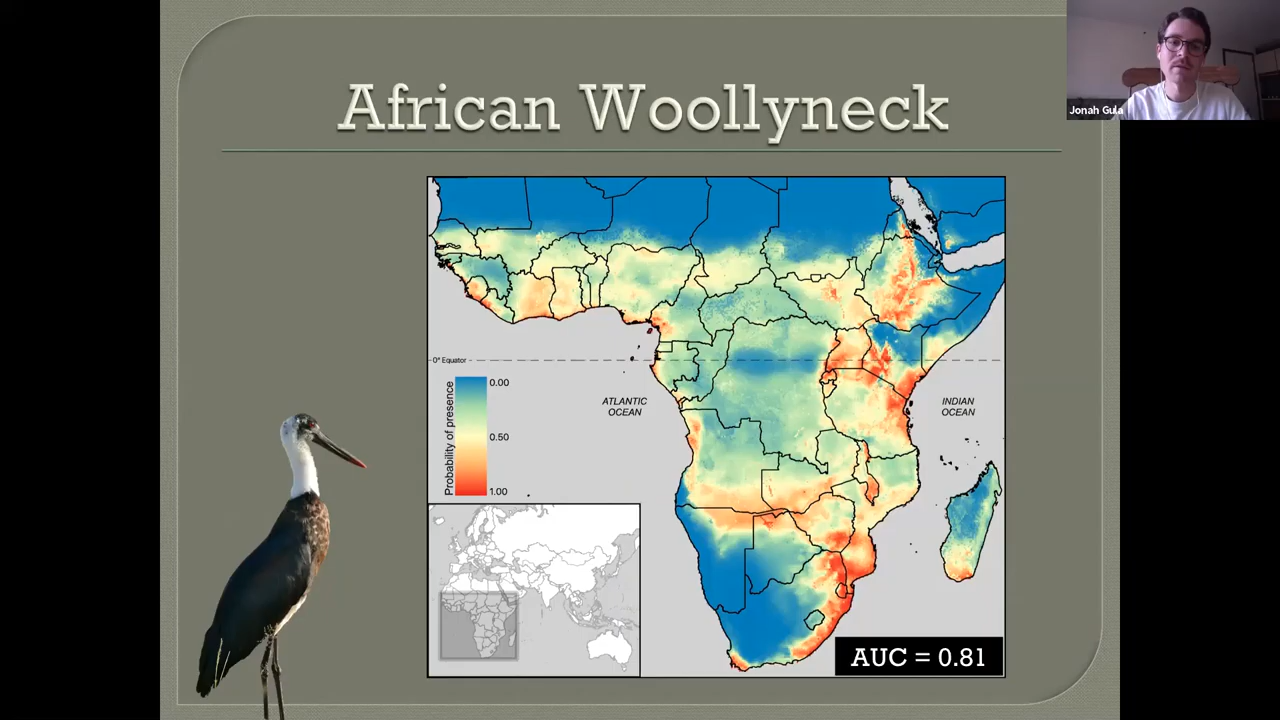 African Woollyneck
Jonah Gula
0° Equator
ATLANTIC
OCEAN
INDIAN
OCEAN
Probability of presence
0.00
0.50
1.00
AUC = 0.81